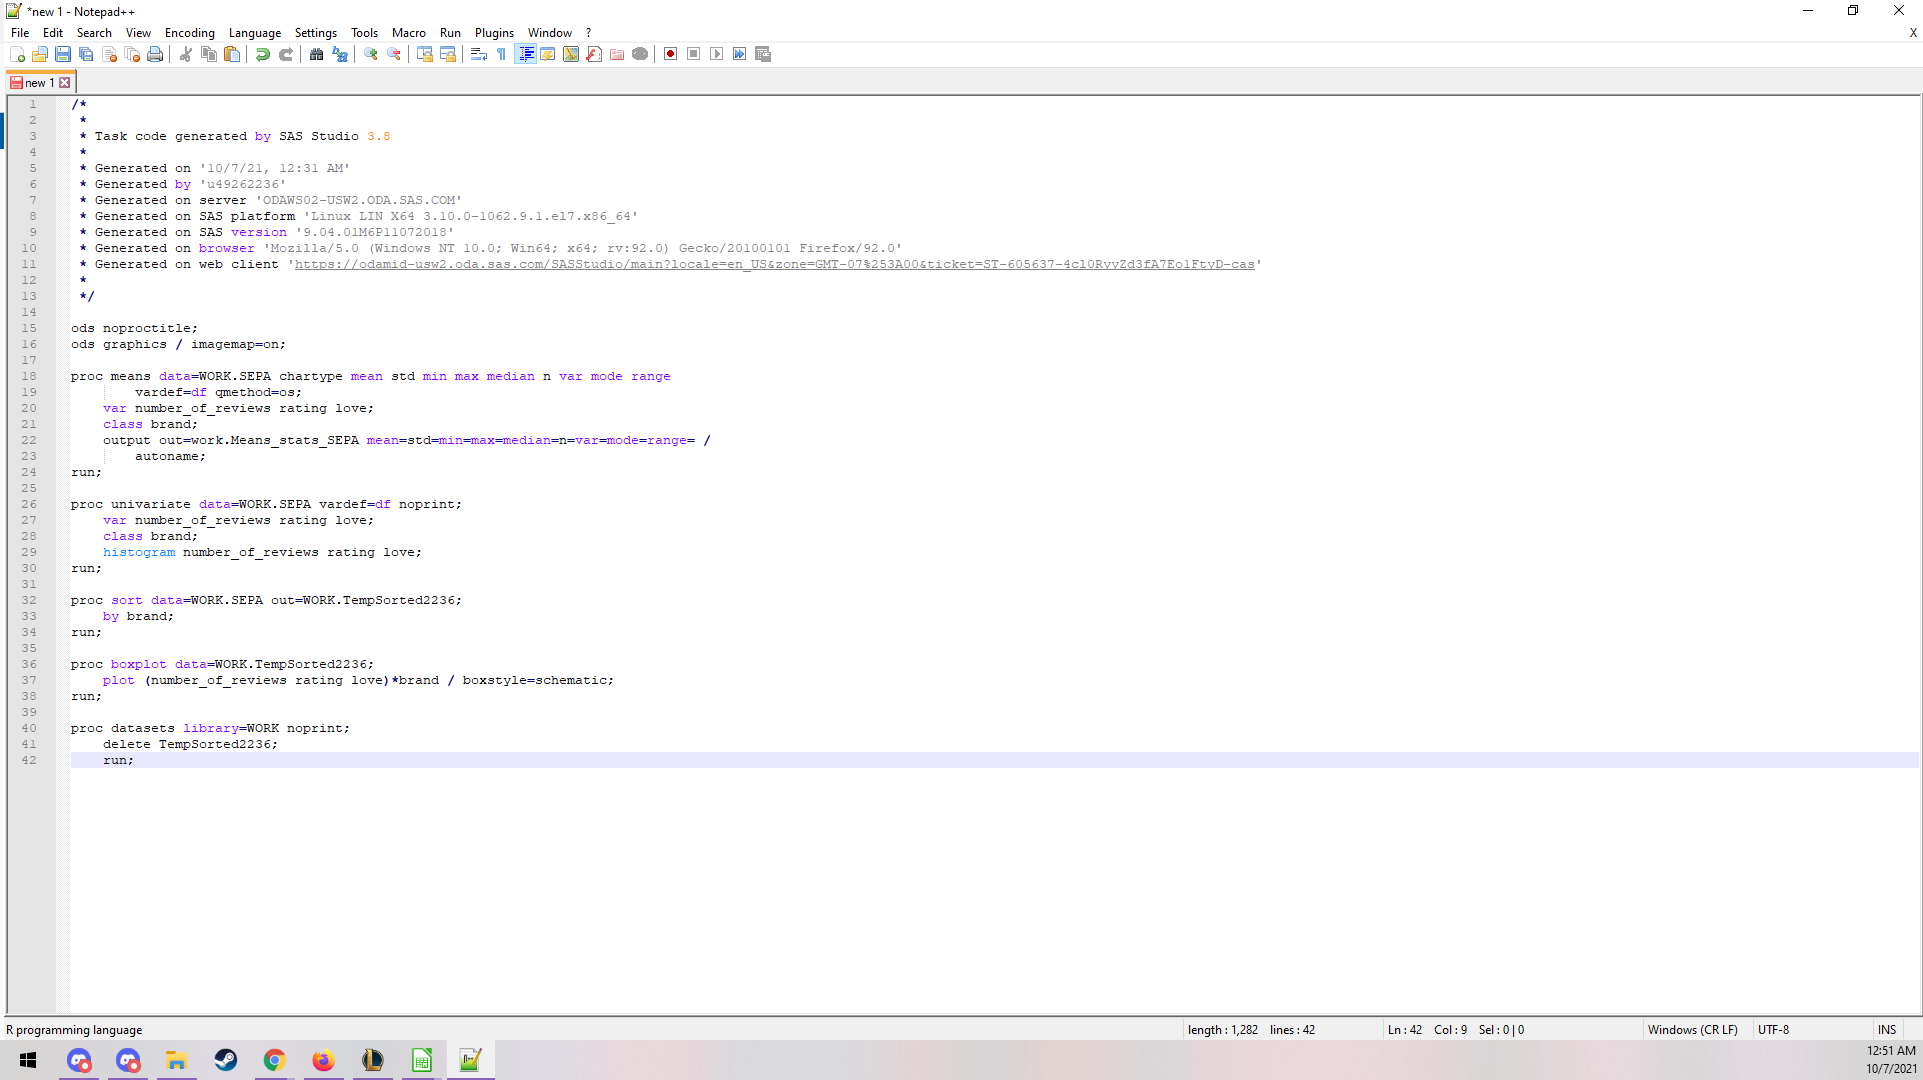 *new 1 - Notepad++
File Edit Search View Encoding Language Settings Tools Macro Run Plugins Window ? X
new 1
1 /*
2 *
3 * Task code generated by SAS Studio 3.8
4 *
5 * Generated on '10/7/21, 12:31 AM'
6 * Generated by 'u49262236'
7 * Generated on server 'ODAWS02-USW2.ODA.SAS.COM'
8 * Generated on SAS platform 'Linux LIN X64 3.10.0-1062.9.1.el7.x86_64'
9 * Generated on SAS version '9.04.01M6P11072018'
10 * Generated on browser 'Mozilla/5.0 (Windows NT 10.0; Win64; x64; rv:92.0) Gecko/20100101 Firefox/92.0'
11 * Generated on web client 'https://odamid-usw2.oda.sas.com/SASStudio/main?locale=en_US&zone=GMT-07%253A00&ticket=ST-605637-4cl0RyyZd3fA7EolFtyD-cas'
12 *
13 */
14
15 ods noproctitle;
16 ods graphics / imagemap=on;
17
18 proc means data=WORK.SEPA chartype mean std min max median n var mode range
19 vardef=df qmethod=os;
20 var number_of_reviews rating love;
21 class brand;
22 output out=work.Means_stats_SEPA mean=std=min=max=median=n=var=mode=range= /
23 autoname;
24 run;
25
26 proc univariate data=WORK.SEPA vardef=df noprint;
27 var number_of_reviews rating love;
28 class brand;
29 histogram number_of_reviews rating love;
30 run;
31
32 proc sort data=WORK.SEPA out=WORK.TempSorted2236;
33 by brand;
34 run;
35
36 proc boxplot data=WORK.TempSorted2236;
37 plot (number_of_reviews rating love)*brand / boxstyle=schematic;
38 run;
39
40 proc datasets library=WORK noprint;
41 delete TempSorted2236;
42 run;
R programming language length : 1,282 lines : 42 Ln : 42 Col : 9 Sel : 0 | 0 Windows (CR LF) UTF-8 INS
12:51 AM
10/7/2021